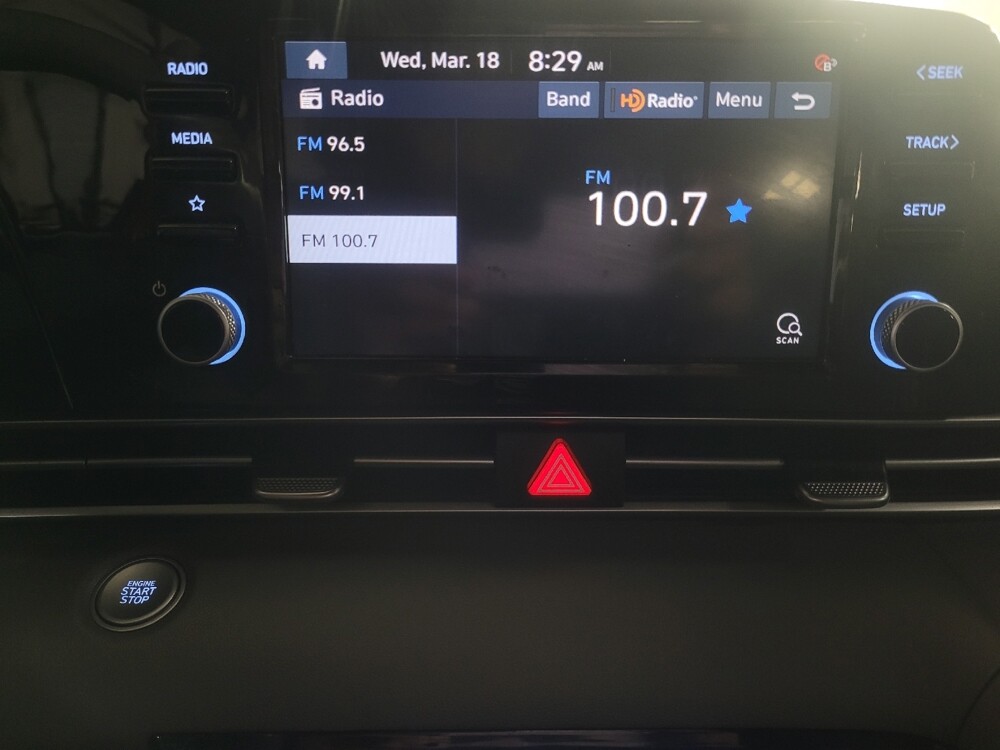 RADIO
MEDIA
Wed, Mar. 18 8:29 AM
B
Radio Band HD Radio Menu
FM 96.5
FM 99.1
FM 100.7
FM
100.7
SCAN
<SEEK
TRACK>
SETUP
ENGINE
START
STOP